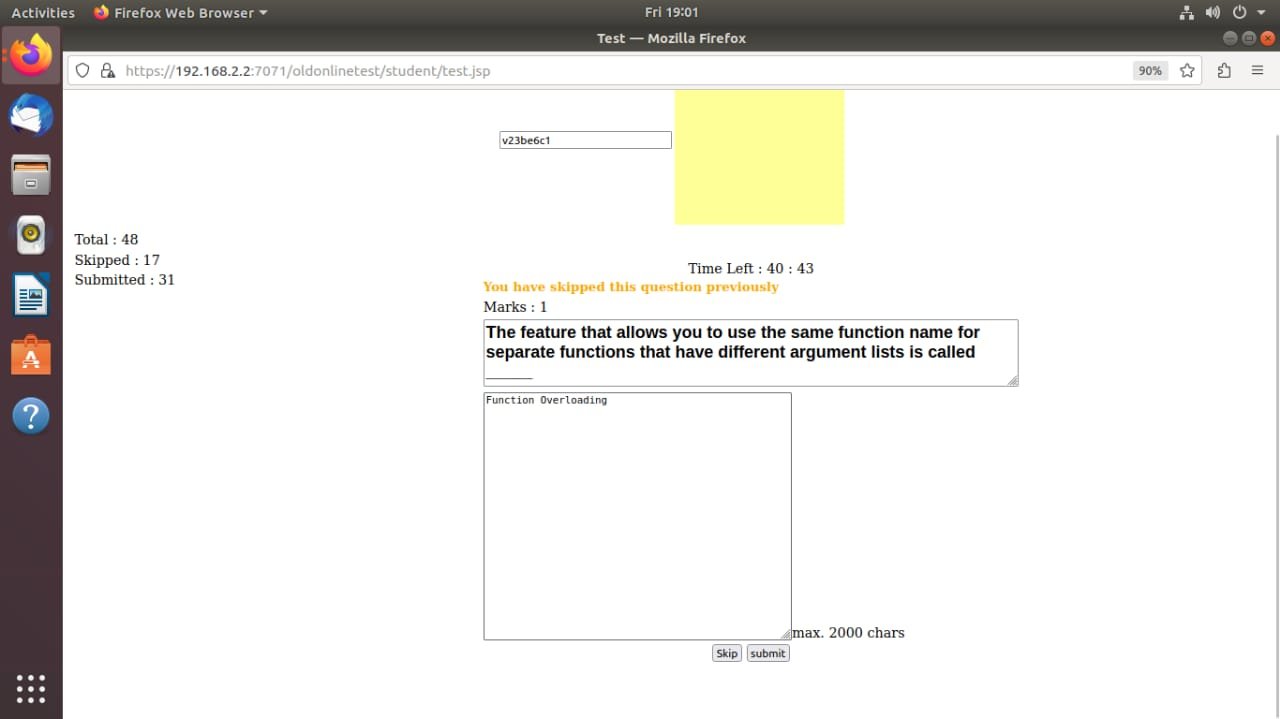 Activities
Firefox Web Browser
Fri 19:01
Test — Mozilla Firefox
https://192.168.2.2:7071/oldonlinetest/student/test.jsp
90%
v23be6c1
Total : 48
Skipped : 17
Submitted : 31
Time Left : 40 : 43
You have skipped this question previously
Marks : 1
The feature that allows you to use the same function name for
separate functions that have different argument lists is called
_____
Function Overloading
max. 2000 chars
Skip
submit